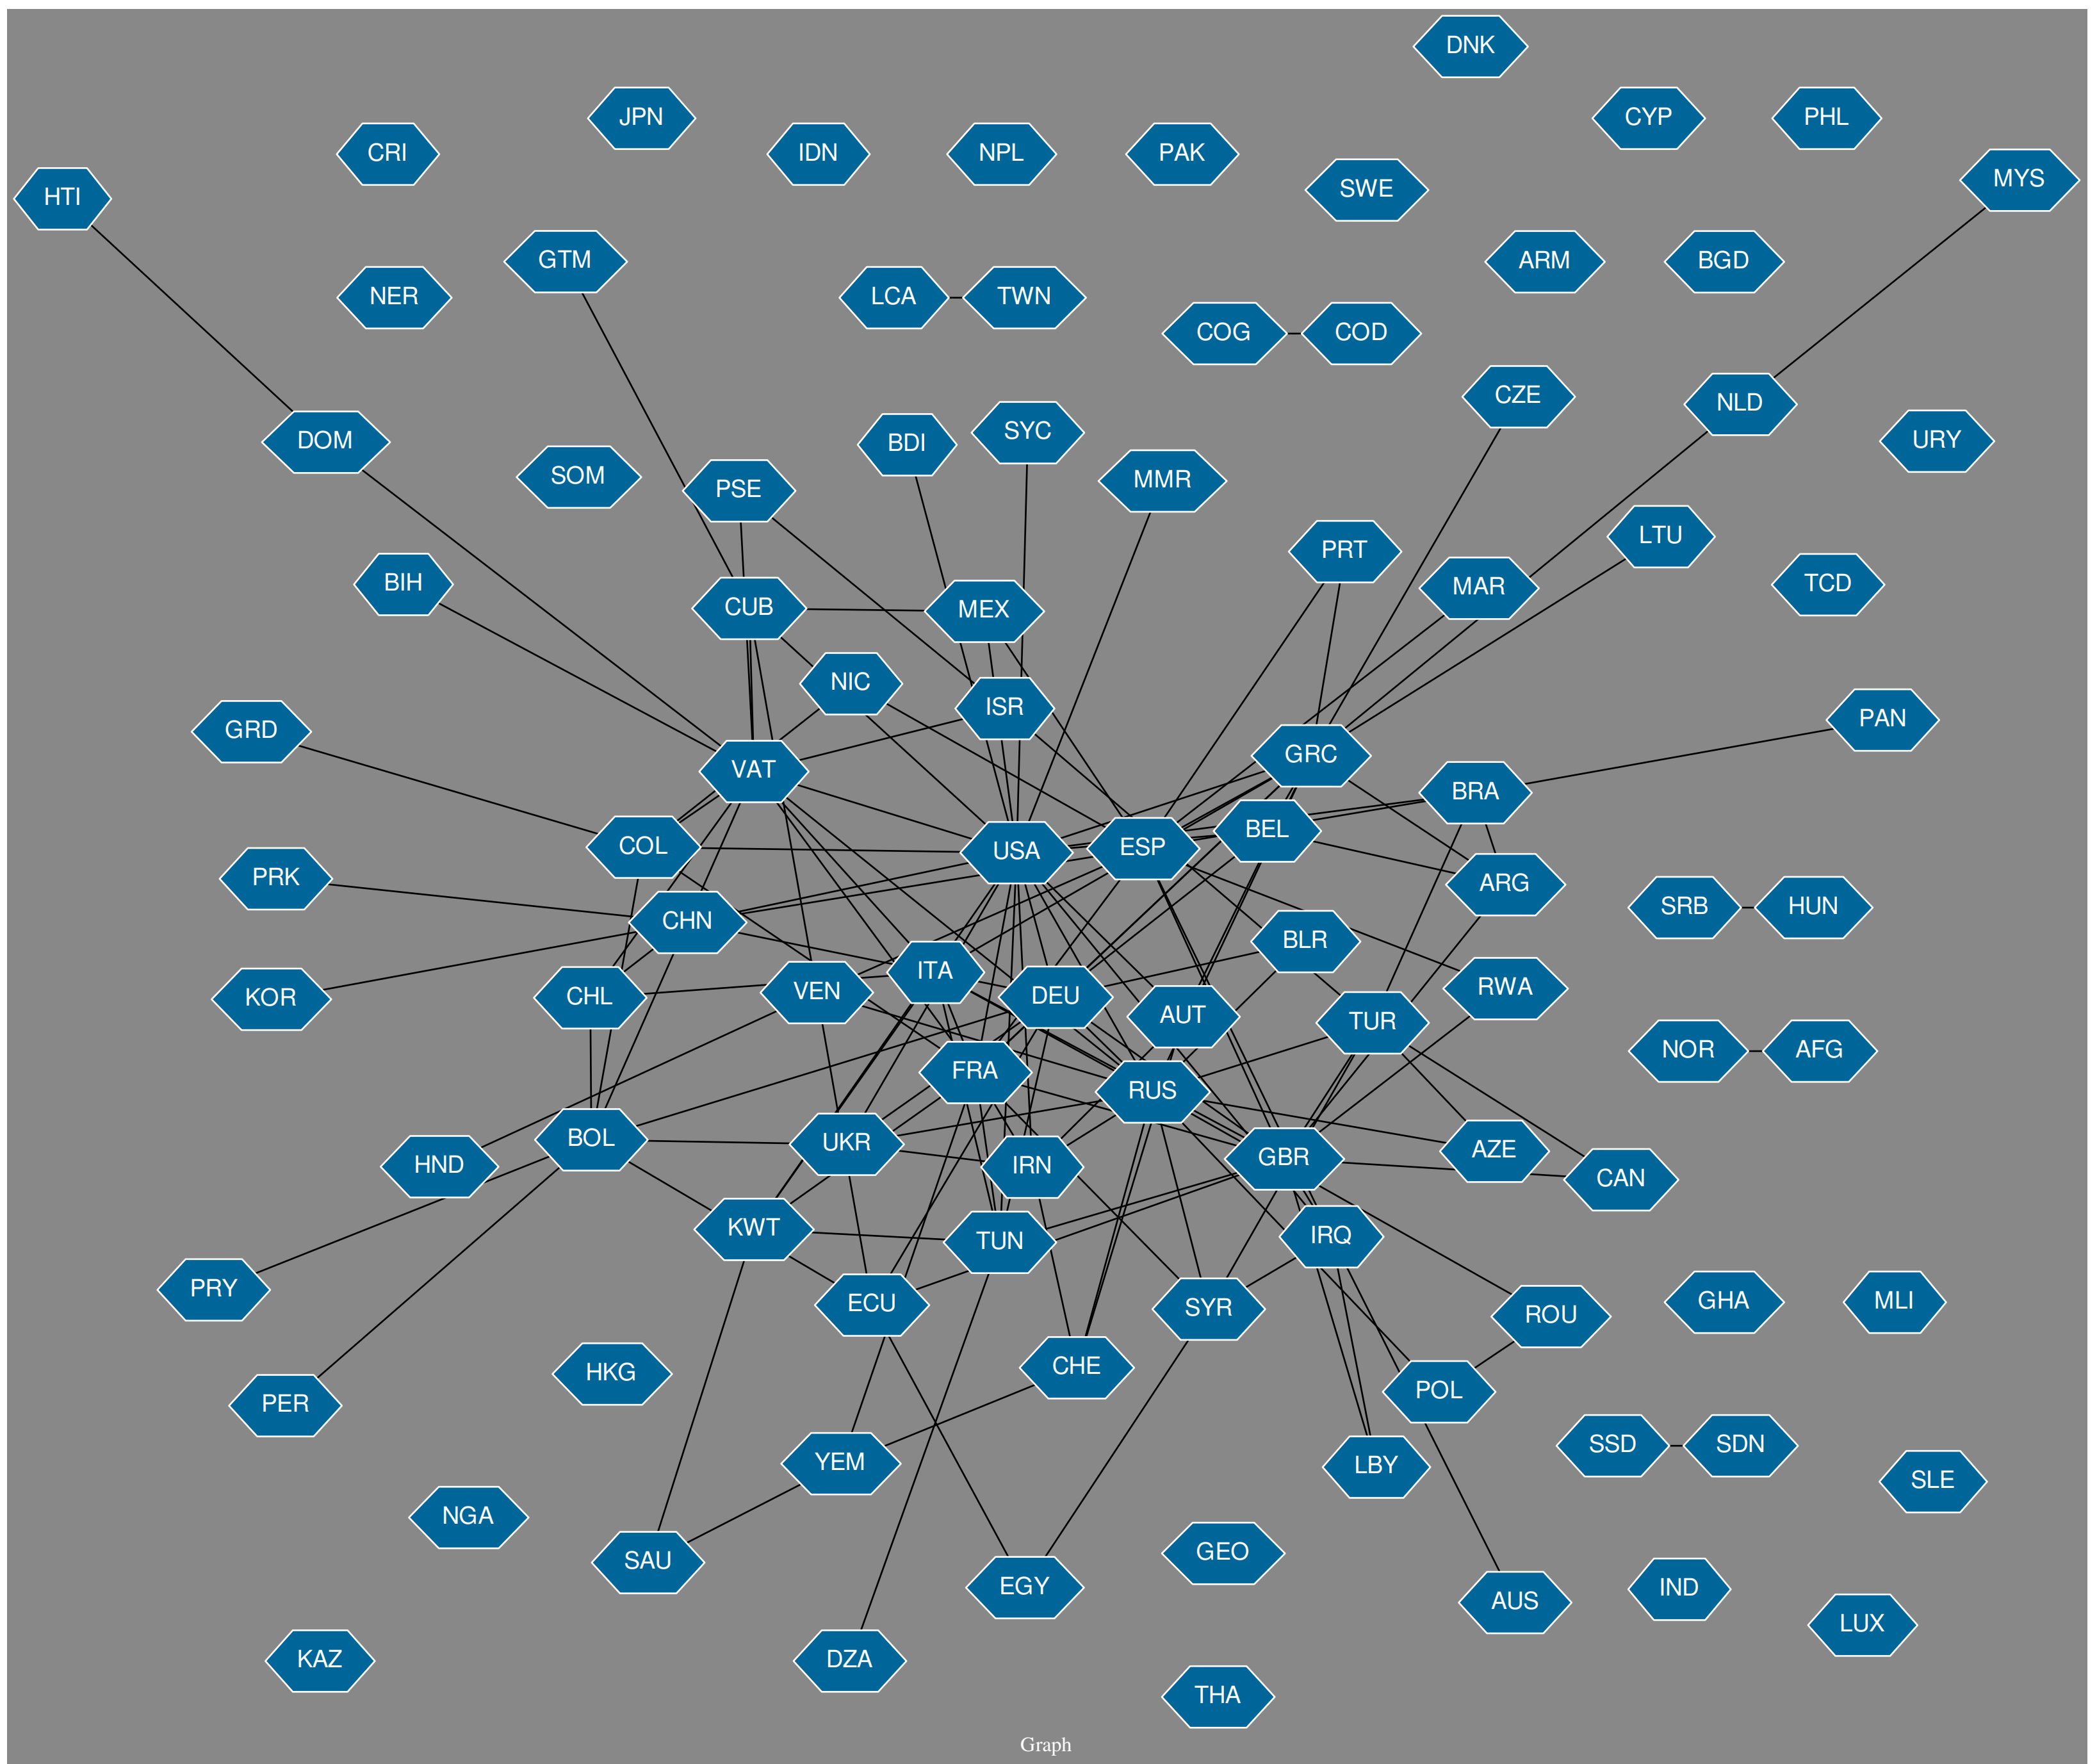 DNK
JPN
CYP
PHL
CRI
IDN
NPL
PAK
MYS
SWE
HTI
GTM
ARM
BGD
NER
LCA
TWN
COG
COD
CZE
NLD
SYC
DOM
BDI
URY
SOM
MMR
PSE
LTU
PRT
BIH
MAR
TCD
CUB
MEX
NIC
ISR
PAN
GRD
GRC
VAT
BRA
BEL
COL
USA
ESP
PRK
ARG
SRB
HUN
CHN
BLR
ITA
RWA
VEN
KOR
CHL
DEU
AUT
TUR
NOR
AFG
FRA
RUS
BOL
UKR
AZE
GBR
HND
IRN
CAN
KWT
IRQ
TUN
PRY
ECU
SYR
GHA
MLI
ROU
CHE
HKG
POL
PER
SSD
SDN
YEM
LBY
SLE
NGA
GEO
SAU
EGY
IND
AUS
LUX
KAZ
DZA
THA
Graph